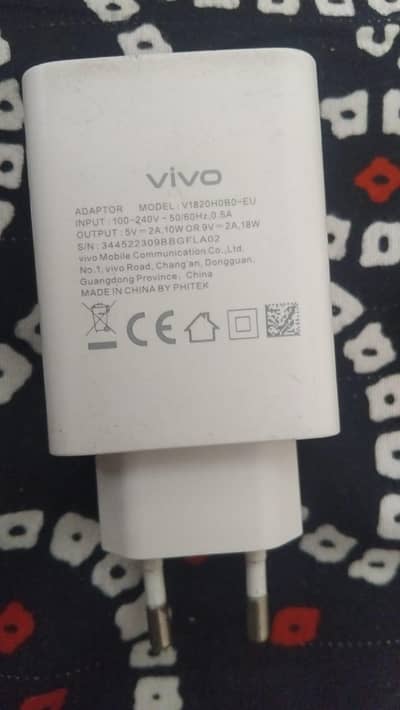 vivo
ADAPTOR MODEL: V1820H0B0-EU
INPUT: 100-240V~50/60Hz,0.6A
OUTPUT: 5V⎓2A,10W OR 9V⎓2A,18W
S/N: 344522309BBGFLA02
vivo Mobile Communication Co.,Ltd.
No.1, vivo Road, Chang'an, Dongguan,
Guangdong Province, China
MADE IN CHINA BY PHITEK
CE